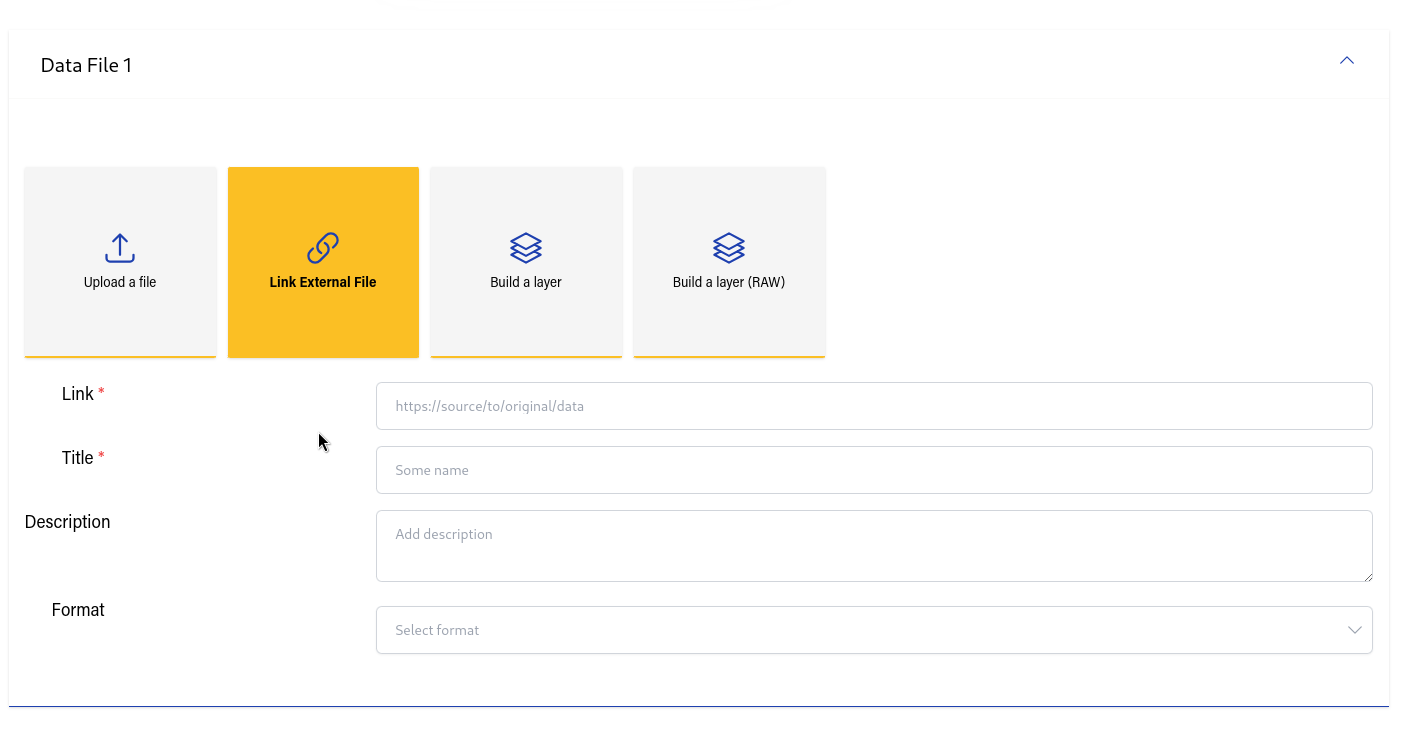 Data File 1
Upload a file
Link External File
Build a layer
Build a layer (RAW)
Link *
https://source/to/original/data
Title *
Some name
Description
Add description
Format
Select format